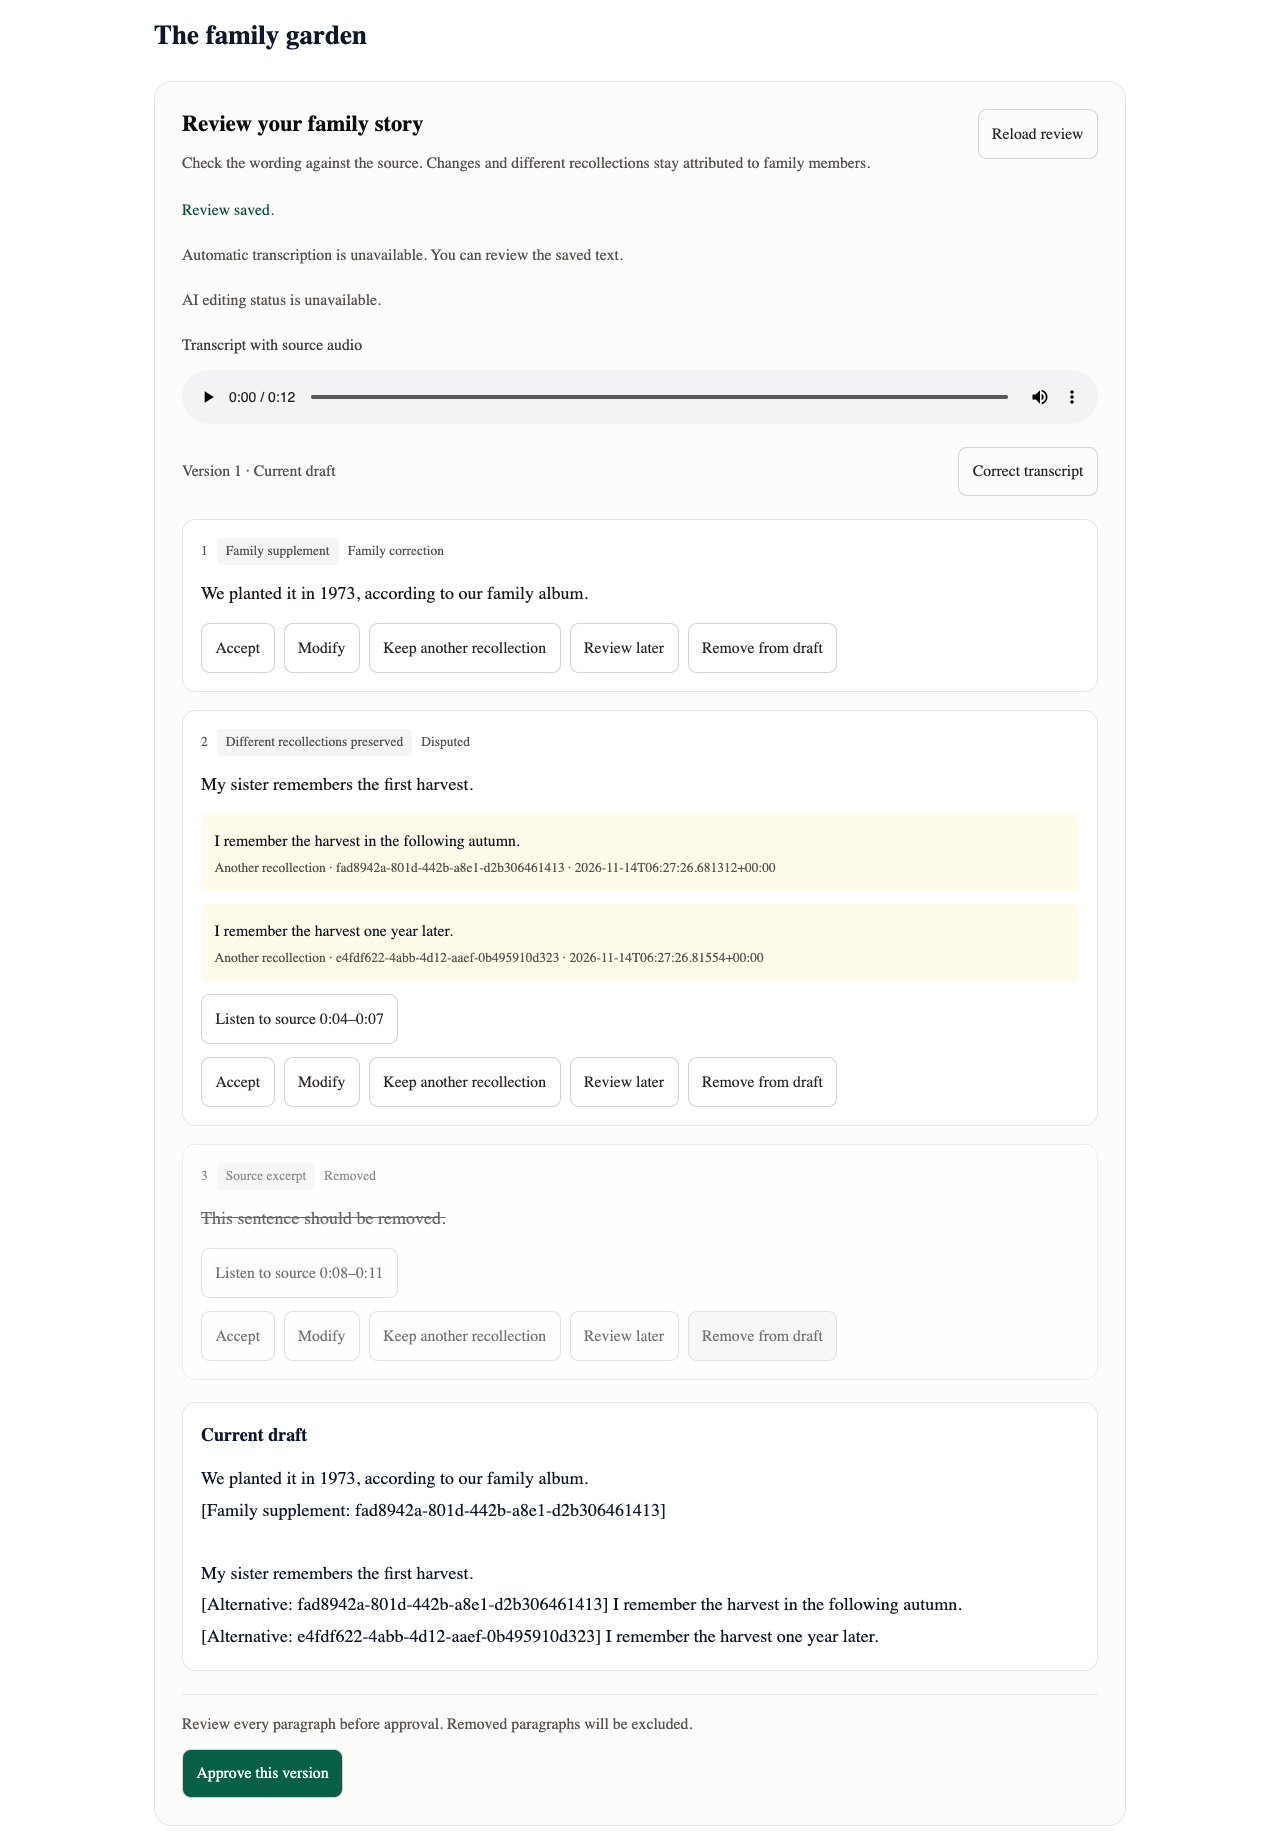 The family garden
Review your family story
Reload review
Check the wording against the source. Changes and different recollections stay attributed to family members.
Review saved.
Automatic transcription is unavailable. You can review the saved text.
AI editing status is unavailable.
Transcript with source audio
0:00 / 0:12
Version 1 · Current draft
Correct transcript
1 Family supplement Family correction
We planted it in 1973, according to our family album.
Accept Modify Keep another recollection Review later Remove from draft
2 Different recollections preserved Disputed
My sister remembers the first harvest.
I remember the harvest in the following autumn.
Another recollection · fad8942a-801d-442b-a8e1-d2b306461413 · 2026-11-14T06:27:26.681312+00:00
I remember the harvest one year later.
Another recollection · e4fdf622-4abb-4d12-aaef-0b495910d323 · 2026-11-14T06:27:26.81554+00:00
Listen to source 0:04–0:07
Accept Modify Keep another recollection Review later Remove from draft
3 Source excerpt Removed
This sentence should be removed.
Listen to source 0:08–0:11
Accept Modify Keep another recollection Review later Remove from draft
Current draft
We planted it in 1973, according to our family album.
[Family supplement: fad8942a-801d-442b-a8e1-d2b306461413]
My sister remembers the first harvest.
[Alternative: fad8942a-801d-442b-a8e1-d2b306461413] I remember the harvest in the following autumn.
[Alternative: e4fdf622-4abb-4d12-aaef-0b495910d323] I remember the harvest one year later.
Review every paragraph before approval. Removed paragraphs will be excluded.
Approve this version